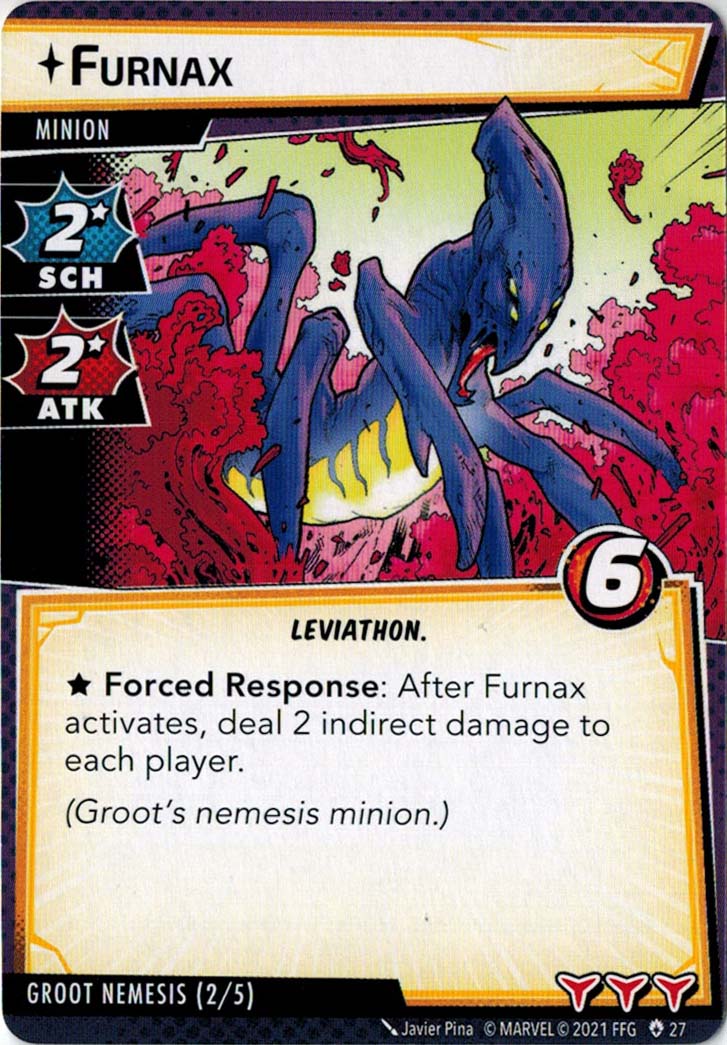 FURNAX
MINION
2
SCH
2
ATK
6
LEVIATHON.
★ Forced Response: After Furnax
activates, deal 2 indirect damage to
each player.
(Groot's nemesis minion.)
GROOT NEMESIS (2/5)
Javier Pina © MARVEL © 2021 FFG 27